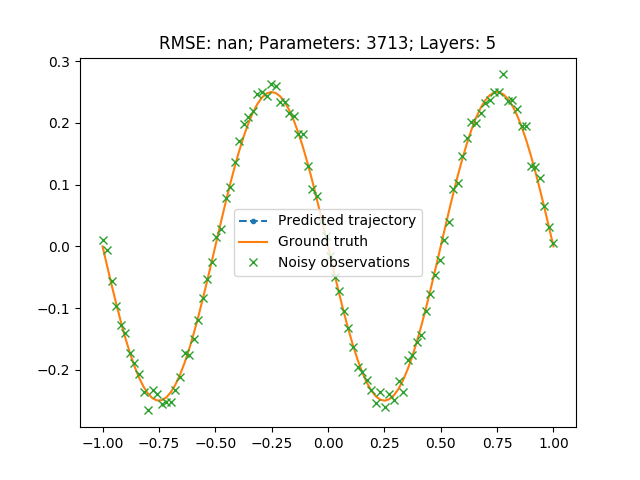 RMSE: nan; Parameters: 3713; Layers: 5
0.3
0.2
0.1
0.0
−0.1
−0.2
Predicted trajectory
Ground truth
Noisy observations
−1.00 −0.75 −0.50 −0.25 0.00 0.25 0.50 0.75 1.00